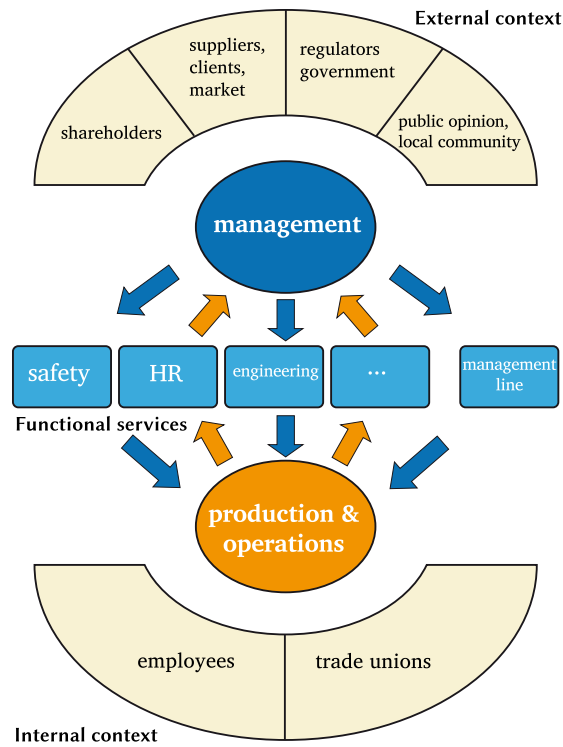 External context
suppliers,
clients,
market
regulators
government
shareholders
public opinion,
local community
management
safety
HR
engineering
...
management
line
Functional services
production &
operations
employees
trade unions
Internal context